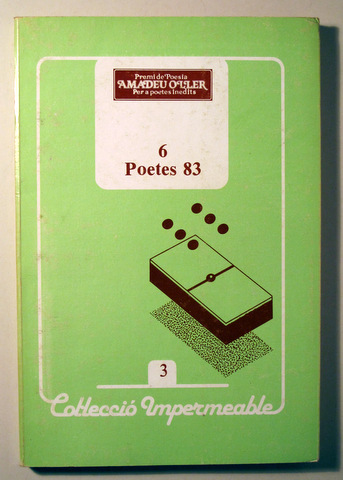 Premi de Poesia
AMADEU OLLER
Per a poetes inèdits
6
Poetes 83
3
Col·lecció Impermeable